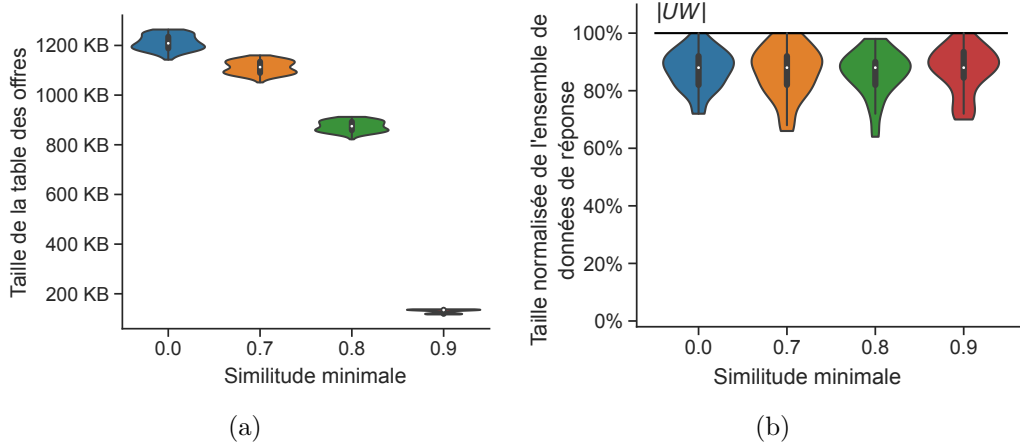 Taille de la table des offres
1200 KB
1000 KB
800 KB
600 KB
400 KB
200 KB
0.0 0.7 0.8 0.9
Similitude minimale
(a)
|UW|
Taille normalisée de l'ensemble de
données de réponse
100%
80%
60%
40%
20%
0%
0.0 0.7 0.8 0.9
Similitude minimale
(b)